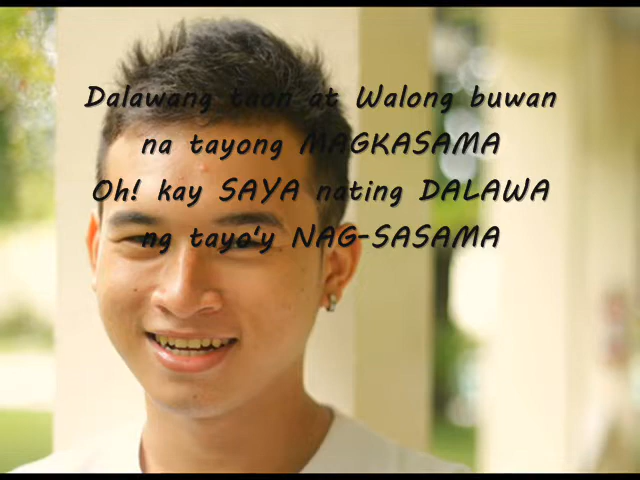 Dalawang taon at Walong buwan
na tayong MAGKASAMA
Oh! kay SAYA nating DALAWA
ng tayo'y NAG-SASAMA